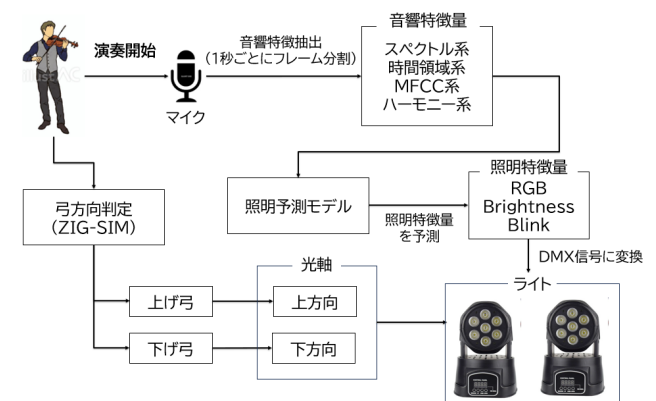 演奏開始
マイク
音響特徴抽出
(1秒ごとにフレーム分割)
音響特徴量
スペクトル系
時間領域系
MFCC系
ハーモニー系
照明予測モデル
照明特徴量
を予測
照明特徴量
RGB
Brightness
Blink
DMX信号に変換
ライト
弓方向判定
(ZIG-SIM)
上げ弓
下げ弓
光軸
上方向
下方向